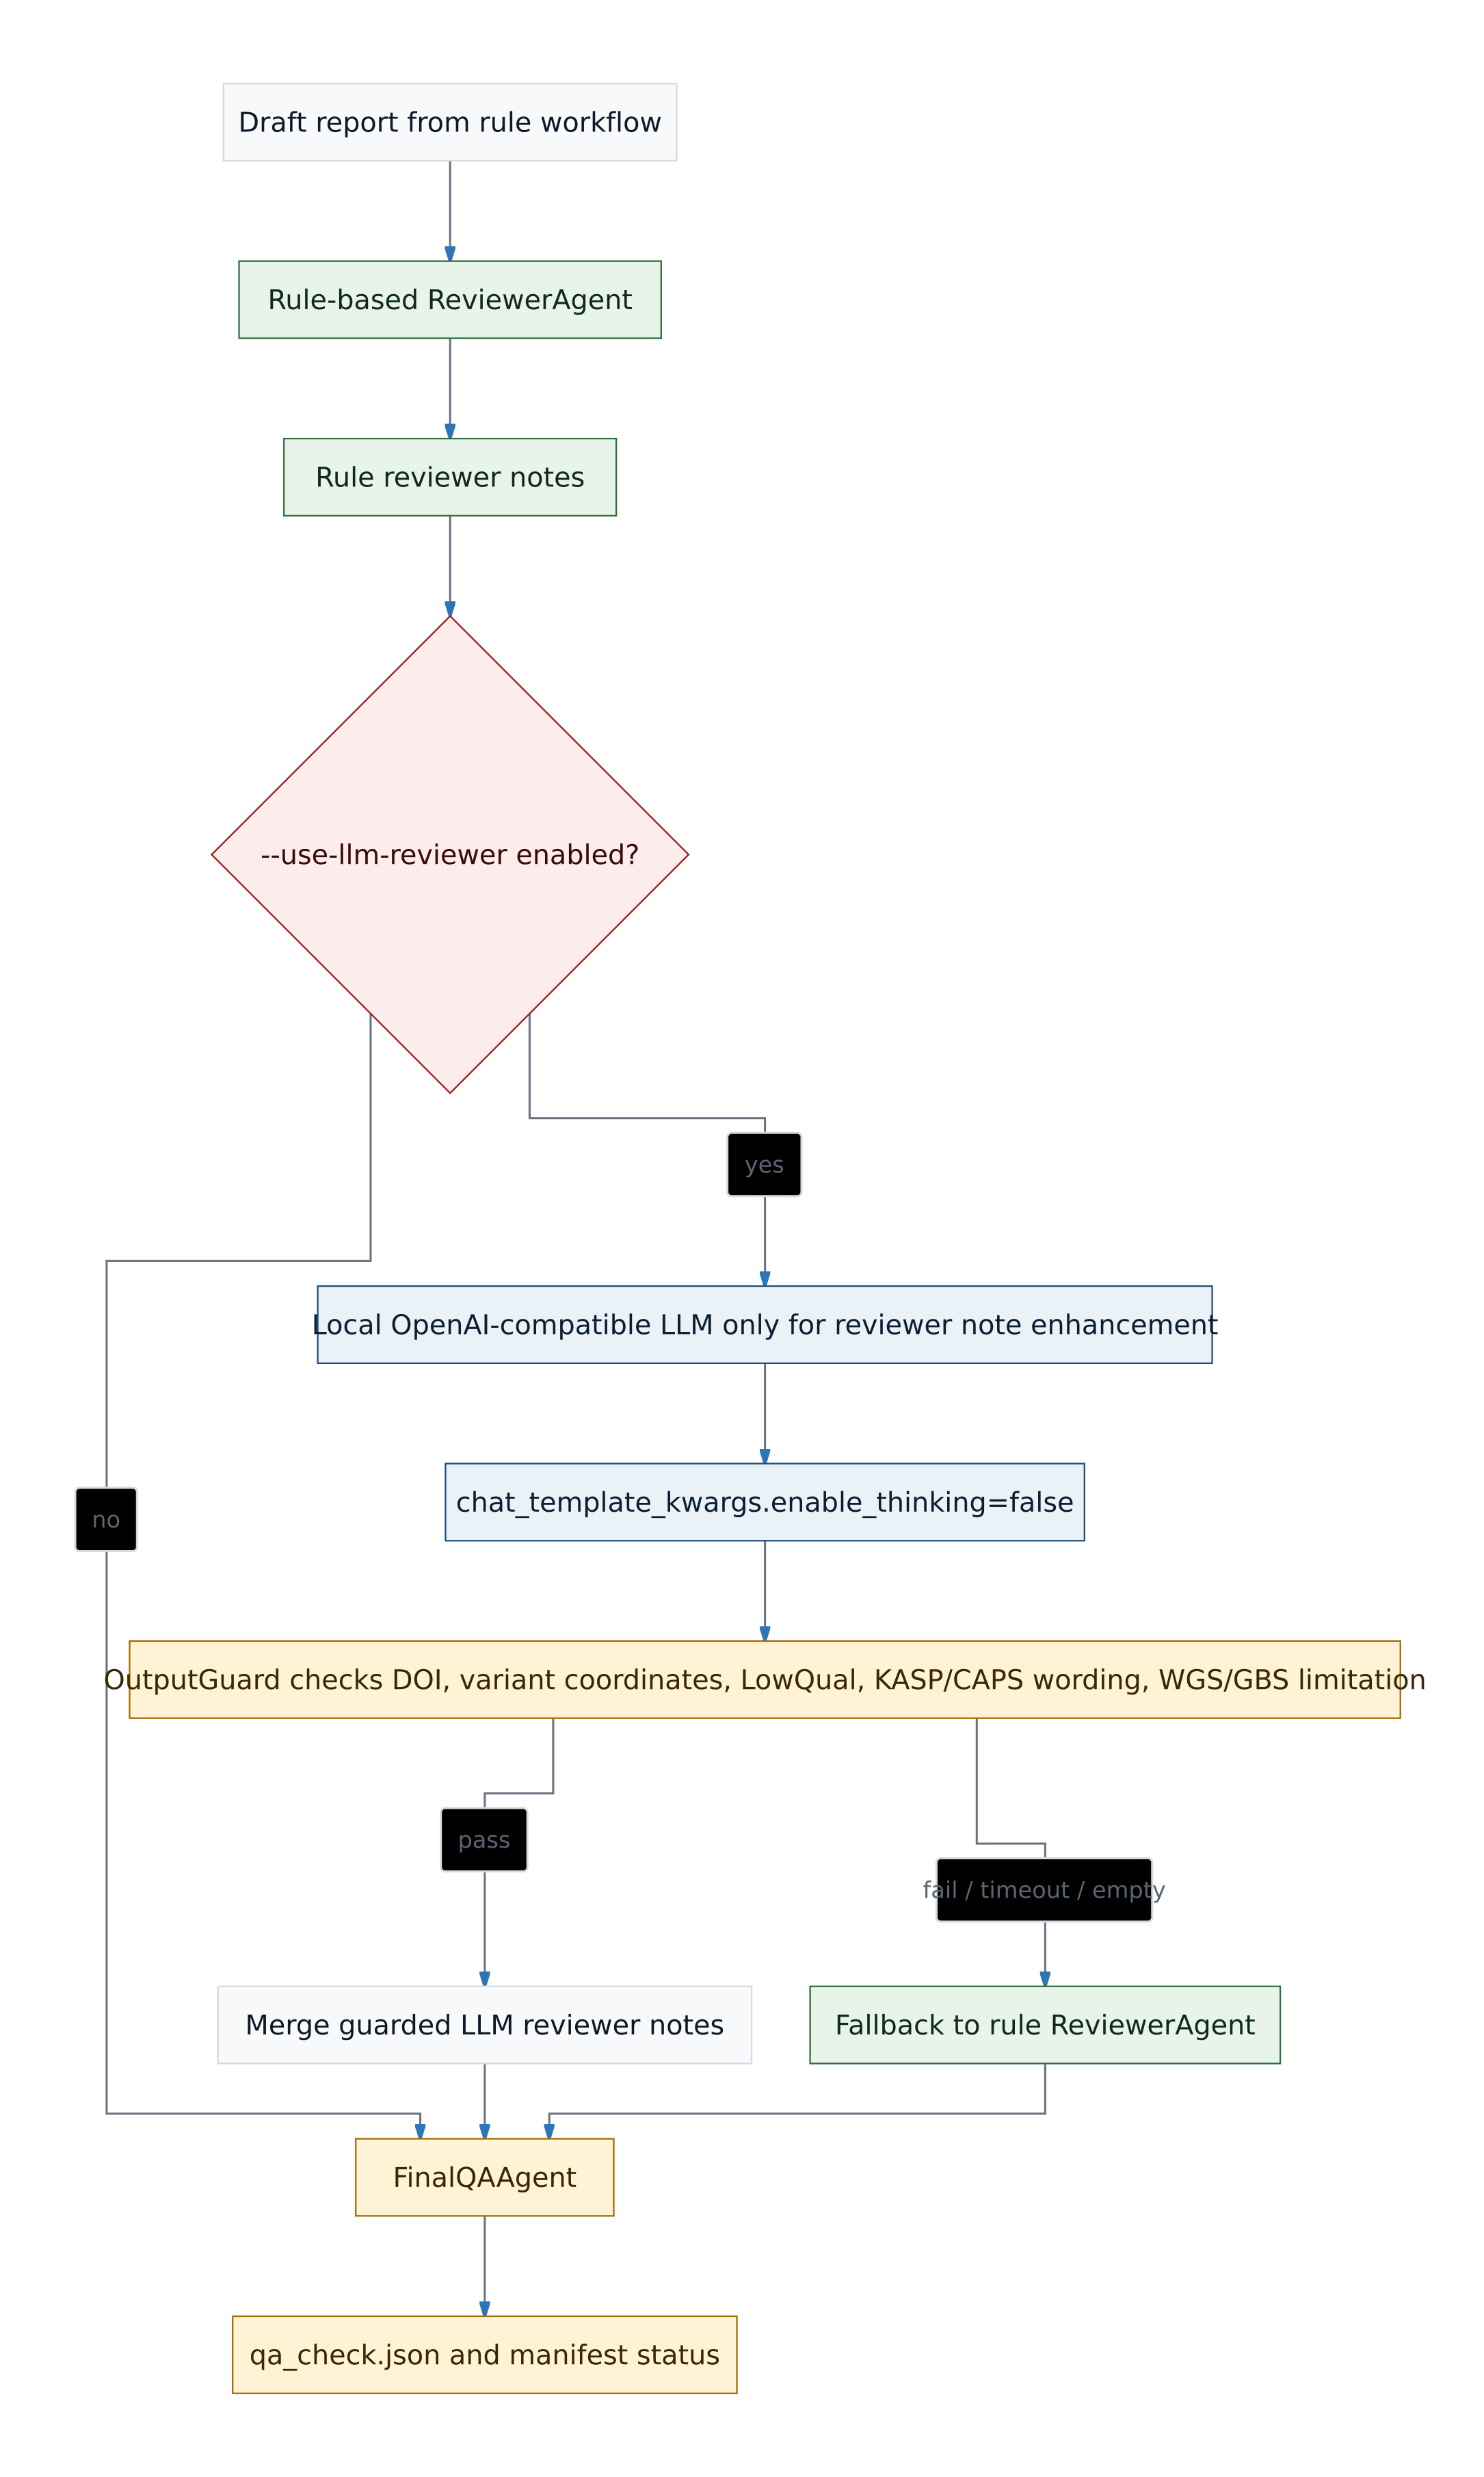 Draft report from rule workflow
Rule-based ReviewerAgent
Rule reviewer notes
--use-llm-reviewer enabled?
yes
Local OpenAI-compatible LLM only for reviewer note enhancement
chat_template_kwargs.enable_thinking=false
no
OutputGuard checks DOI, variant coordinates, LowQual, KASP/CAPS wording, WGS/GBS limitation
pass
fail / timeout / empty
Merge guarded LLM reviewer notes
Fallback to rule ReviewerAgent
FinalQAAgent
qa_check.json and manifest status